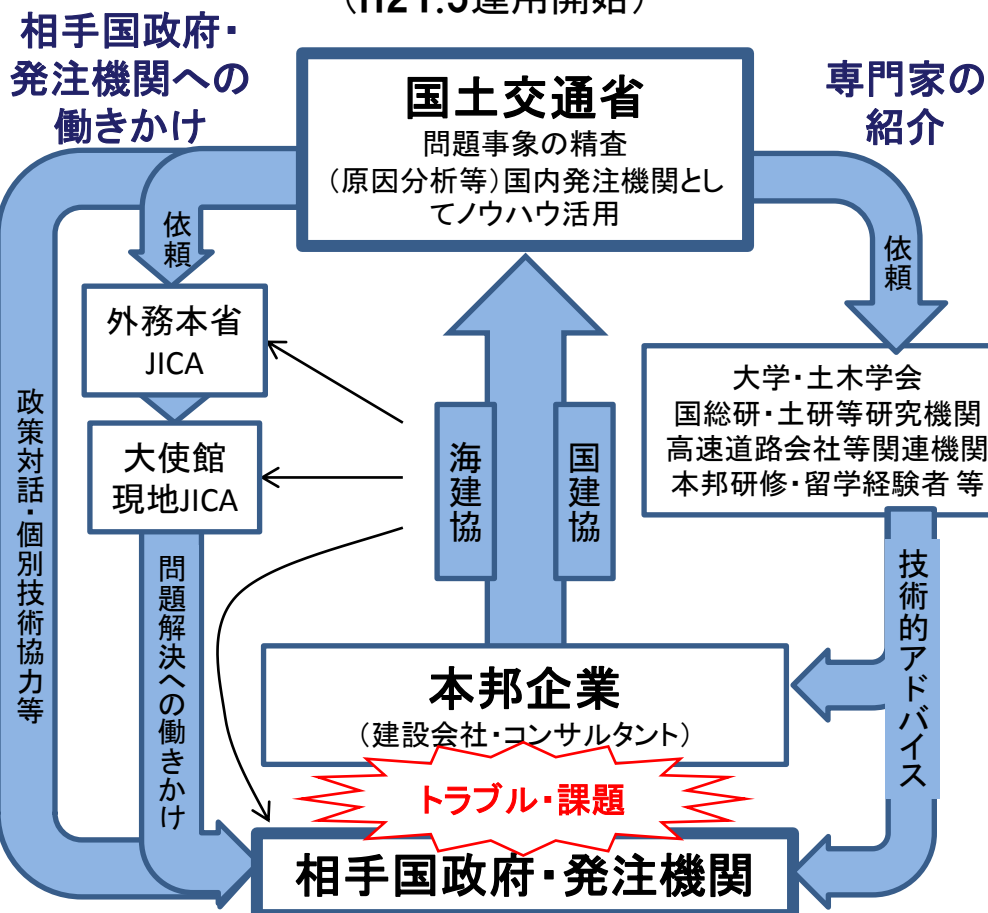 (H21.5運用開始)
相手国政府・
発注機関への
働きかけ
国土交通省
問題事象の精査
(原因分析等)国内発注機関とし
てノウハウ活用
専門家の
紹介
依頼
依頼
外務本省
JICA
大使館
現地JICA
大学・土木学会
国総研・土研等研究機関
高速道路会社等関連機関
本邦研修・留学経験者 等
海建協
国建協
政策対話・個別技術協力等
問題解決への働きかけ
技術的アドバイス
本邦企業
(建設会社・コンサルタント)
トラブル・課題
相手国政府・発注機関